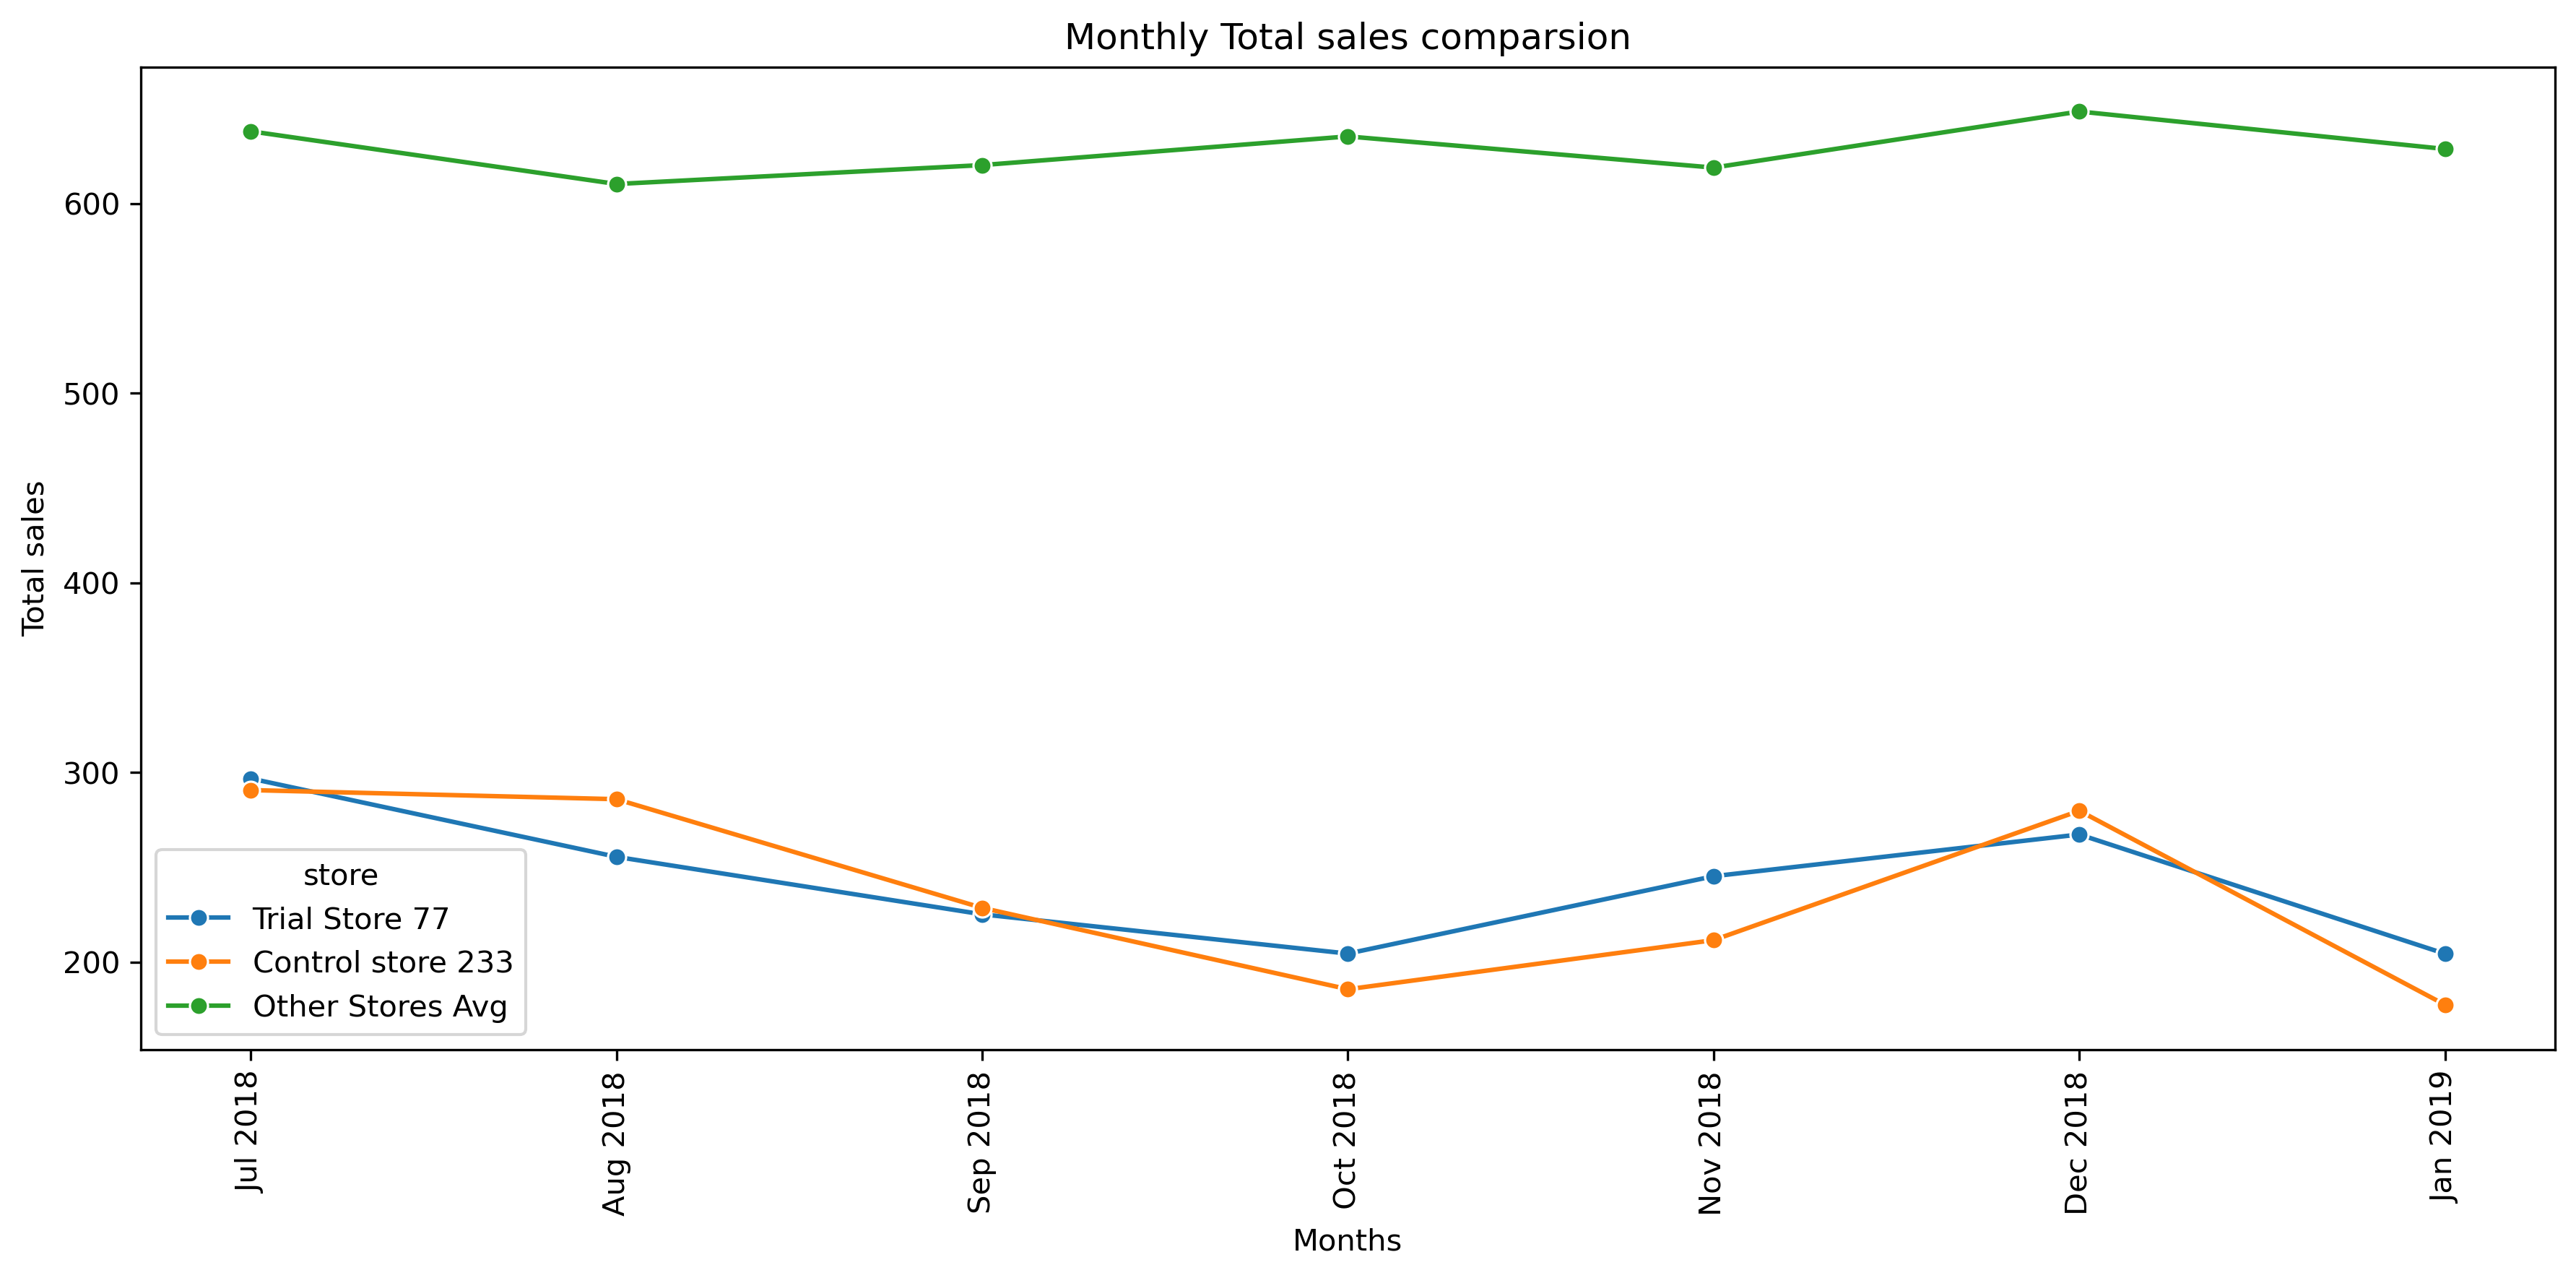 Monthly Total sales comparsion
Total sales
600
500
400
300
200
store
Trial Store 77
Control store 233
Other Stores Avg
Jul 2018
Aug 2018
Sep 2018
Oct 2018
Nov 2018
Dec 2018
Jan 2019
Months